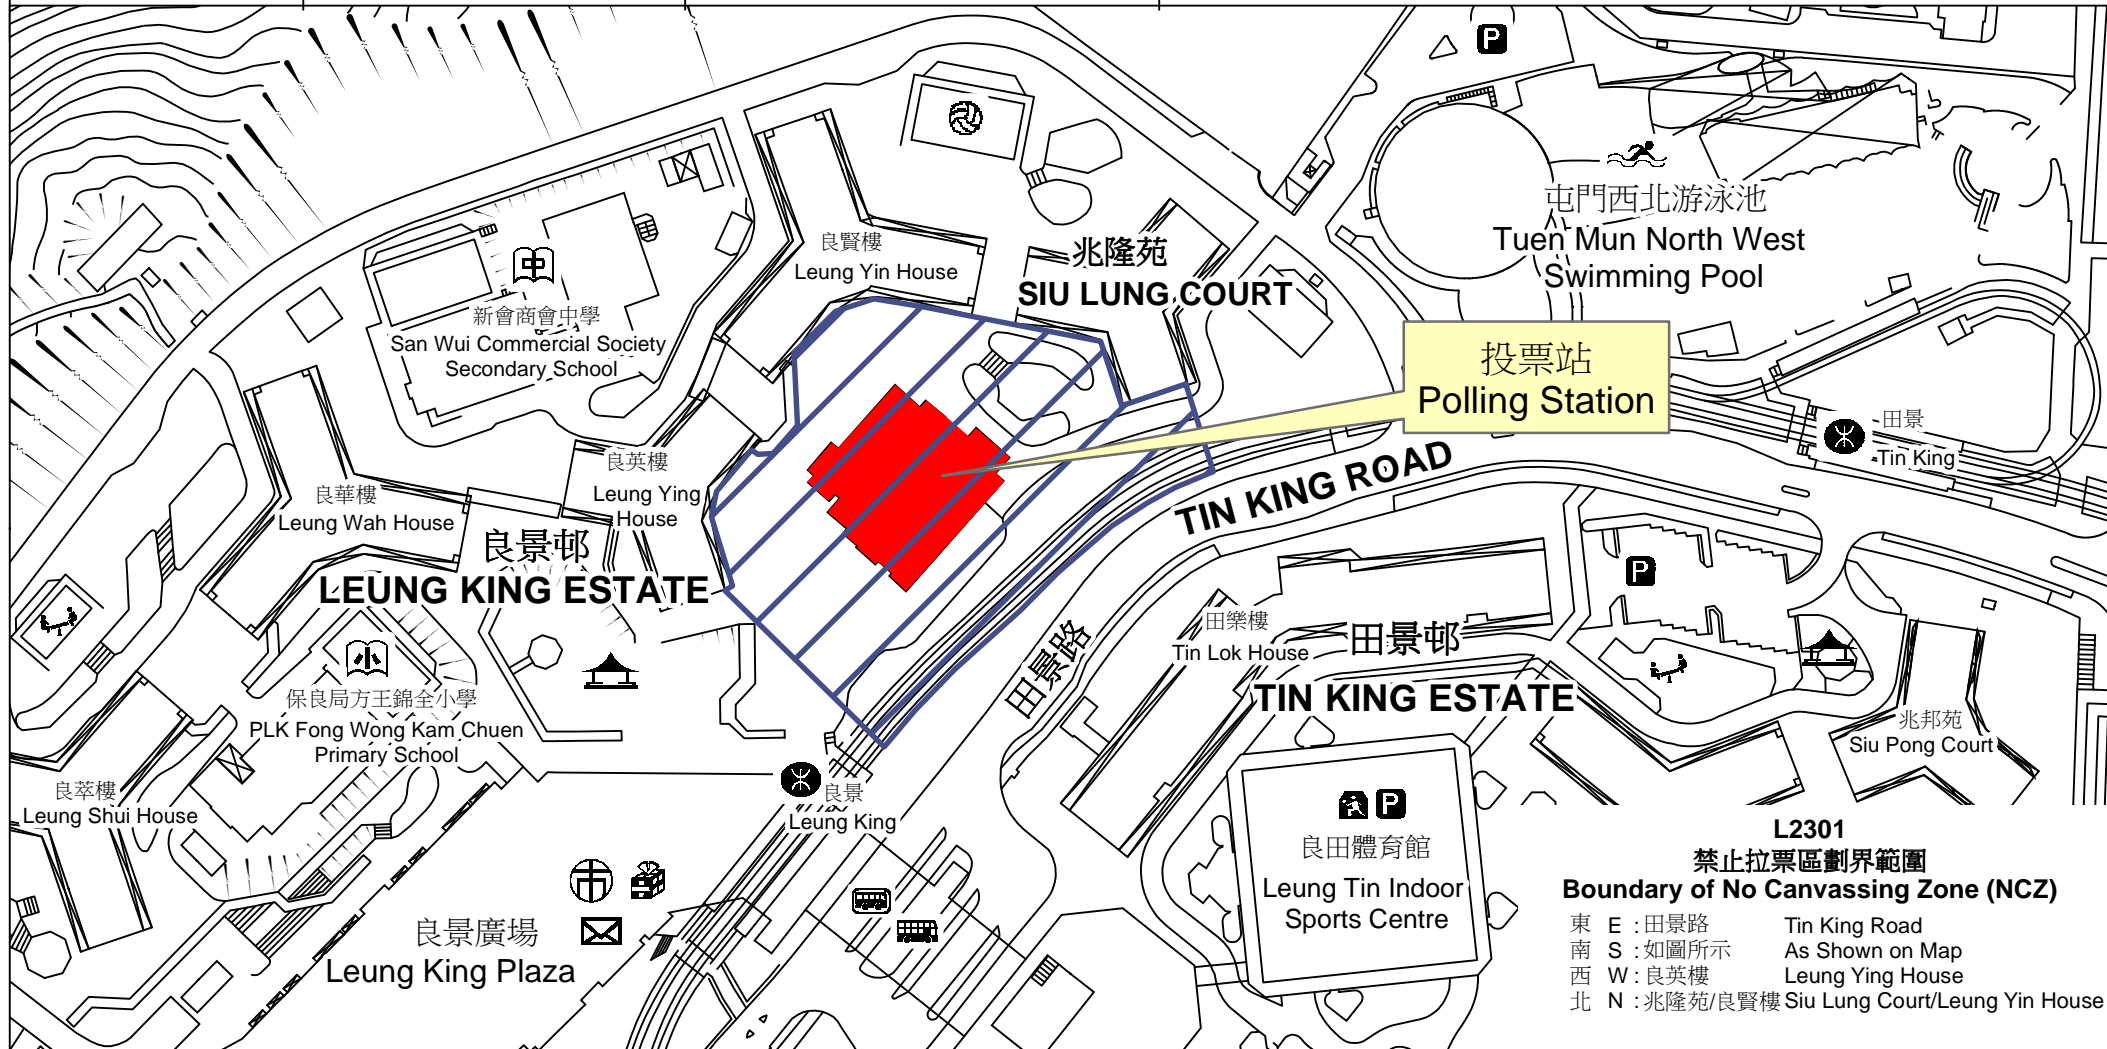 P
屯門西北游泳池
Tuen Mun North West
Swimming Pool
良賢樓
Leung Yin House
兆隆苑
SIU LUNG COURT
中
新會商會中學
San Wui Commercial Society
Secondary School
投票站
Polling Station
田景
Tin King
良英樓
Leung Ying
House
良華樓
Leung Wah House
良景邨
LEUNG KING ESTATE
TIN KING ROAD
田景路
P
田樂樓
Tin Lok House
田景邨
TIN KING ESTATE
小
保良局方王錦全小學
PLK Fong Wong Kam Chuen
Primary School
兆邦苑
Siu Pong Court
良萃樓
Leung Shui House
良景
Leung King
P
良田體育館
Leung Tin Indoor
Sports Centre
良景廣場
Leung King Plaza
L2301
禁止拉票區劃界範圍
Boundary of No Canvassing Zone (NCZ)
東 E : 田景路 Tin King Road
南 S : 如圖所示 As Shown on Map
西 W : 良英樓 Leung Ying House
北 N : 兆隆苑/良賢樓 Siu Lung Court/Leung Yin House